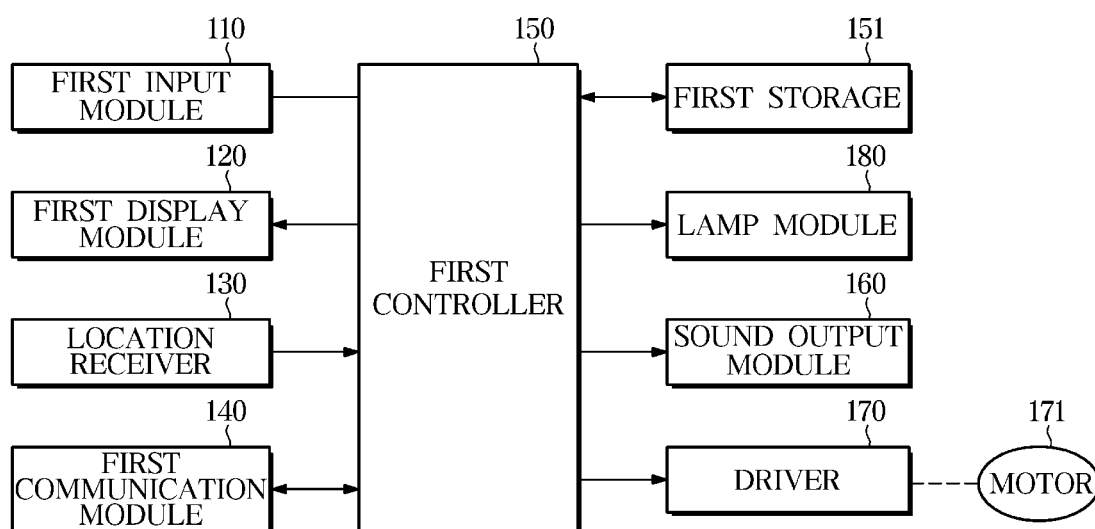 110
FIRST INPUT
MODULE
120
FIRST DISPLAY
MODULE
130
LOCATION
RECEIVER
140
FIRST
COMMUNICATION
MODULE
150
FIRST
CONTROLLER
151
FIRST STORAGE
180
LAMP MODULE
160
SOUND OUTPUT
MODULE
170
DRIVER
171
MOTOR